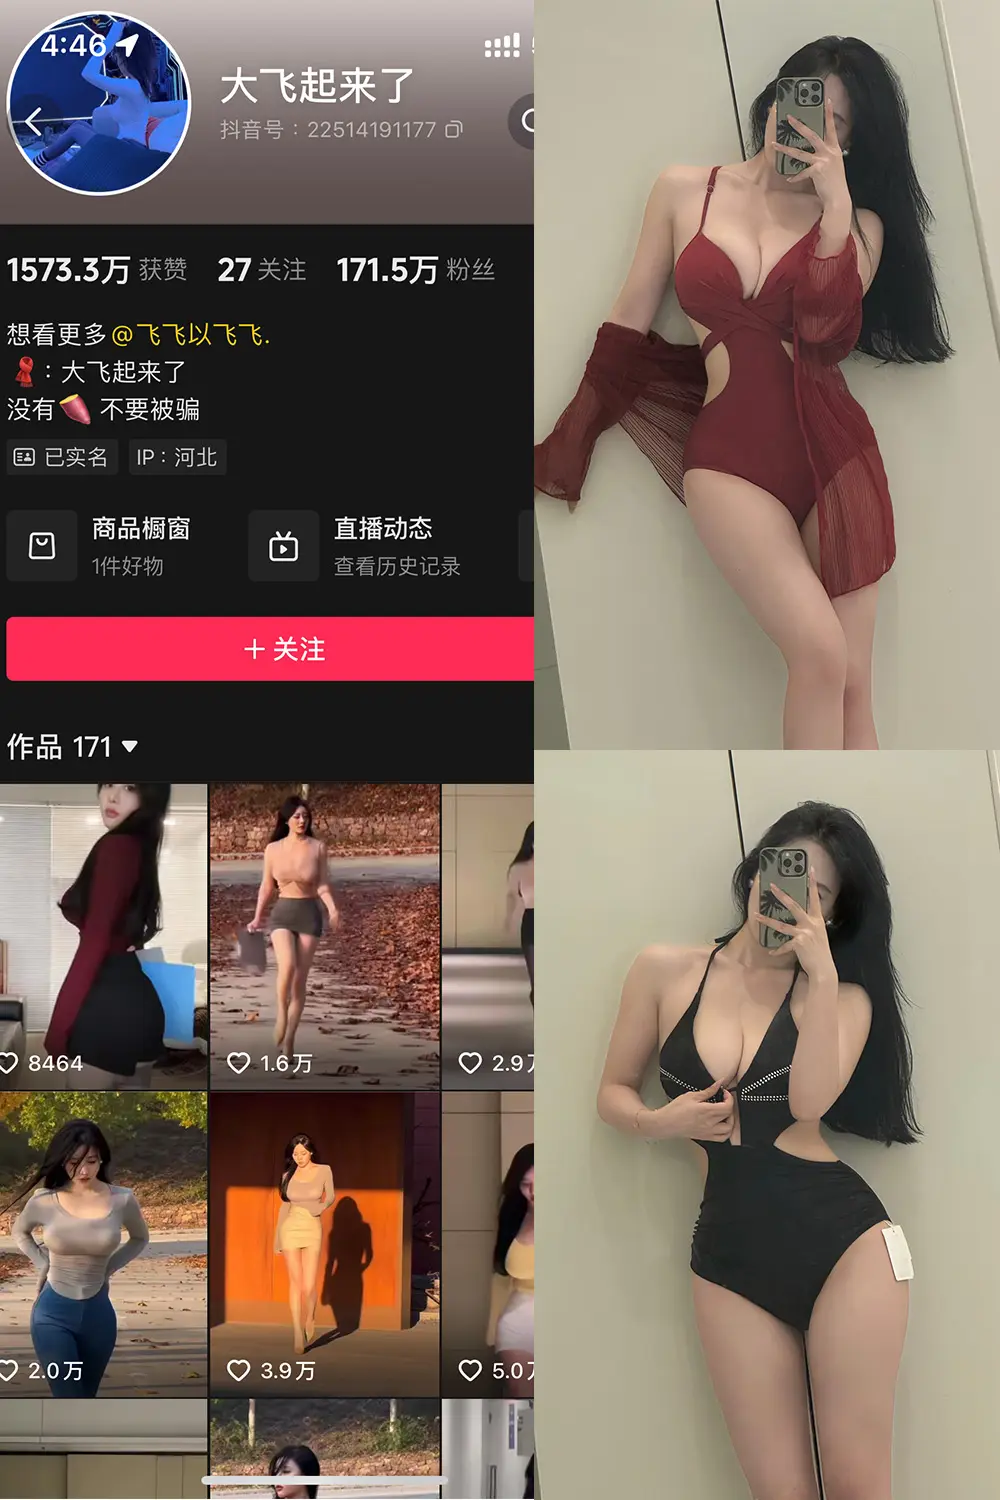 4:46
大飞起来了
抖音号：22514191177
1573.3万 获赞 27 关注 171.5万 粉丝
想看更多@飞飞以飞飞.
：大飞起来了
没有🍠不要被骗
已实名 IP：河北
商品橱窗 直播动态
1件好物 查看历史记录
+ 关注
作品 171
8464 1.6万 2.9
2.0万 3.9万 5.0